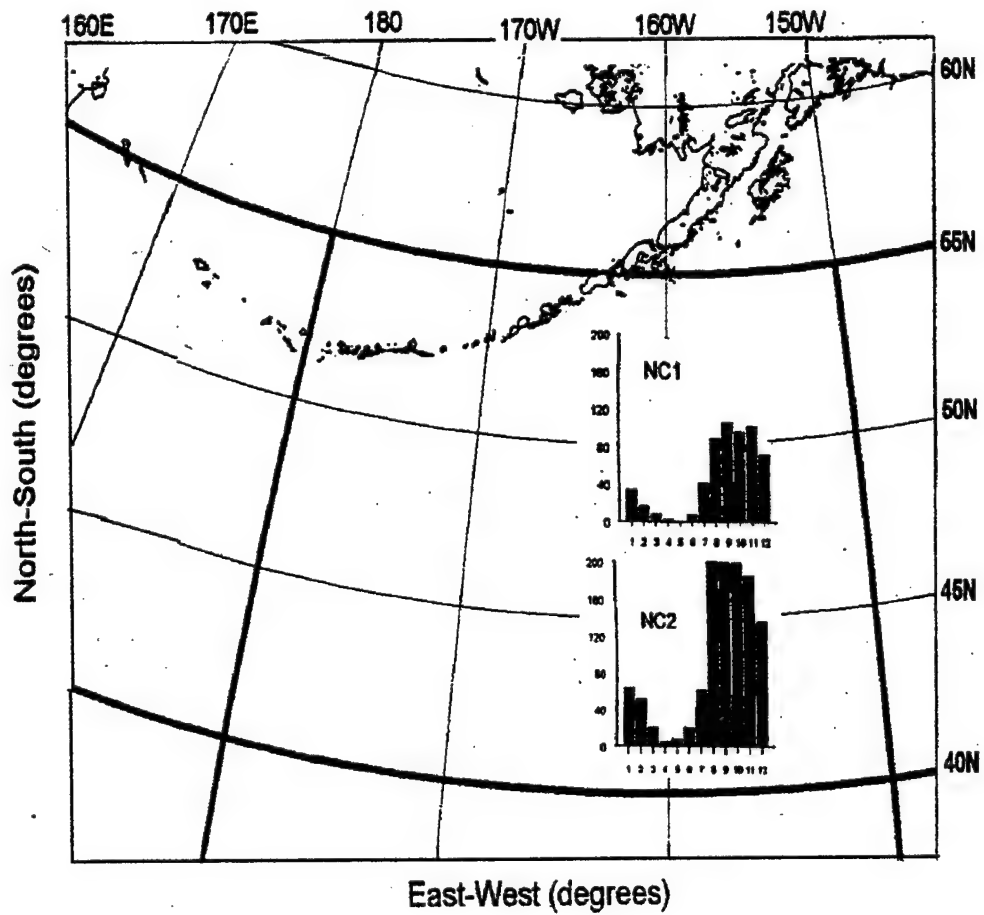 160E 170E 180 170W 160W 150W
60N
55N
50N
45N
40N
North-South (degrees)
200
160
120
80
40
0
NC1
1 2 3 4 5 6 7 8 9 10 11 12
200
160
120
80
40
0
NC2
1 2 3 4 5 6 7 8 9 10 11 12
East-West (degrees)